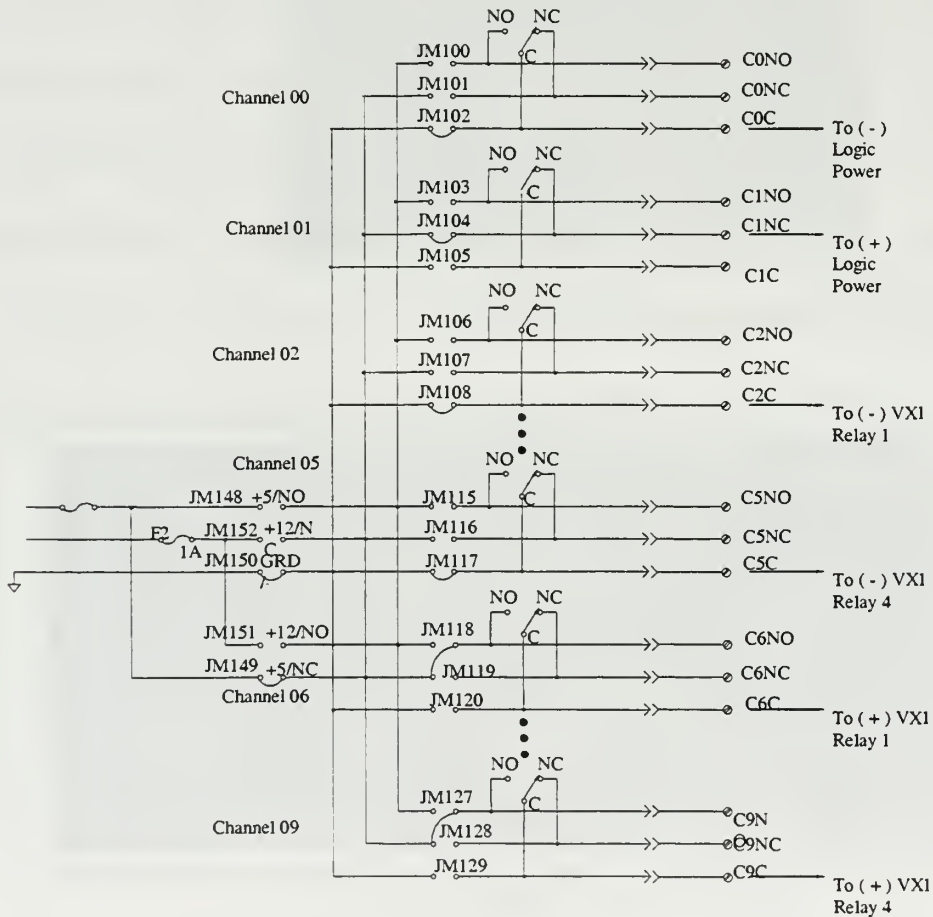 NO NC
JM100
C
C0NO
JM101
C0NC
Channel 00
JM102
C0C
To ( - )
Logic
Power
NO NC
JM103
C
C1NO
Channel 01
JM104
C1NC
To ( + )
Logic
Power
JM105
C1C
NO NC
JM106
C
C2NO
Channel 02
JM107
C2NC
JM108
C2C
To ( - ) VX1
Relay 1
Channel 05
NO NC
JM148 +5/NO
JM115
C
C5NO
F2
1A
JM152 +12/N
C
JM116
C5NC
JM150 GRD
JM117
C5C
To ( - ) VX1
Relay 4
NO NC
JM151 +12/NO
JM118
C
C6NO
JM149 +5/NC
JM119
C6NC
Channel 06
JM120
C6C
To ( + ) VX1
Relay 1
NO NC
JM127
C
C9N
O
Channel 09
JM128
C9NC
JM129
C9C
To ( + ) VX1
Relay 4